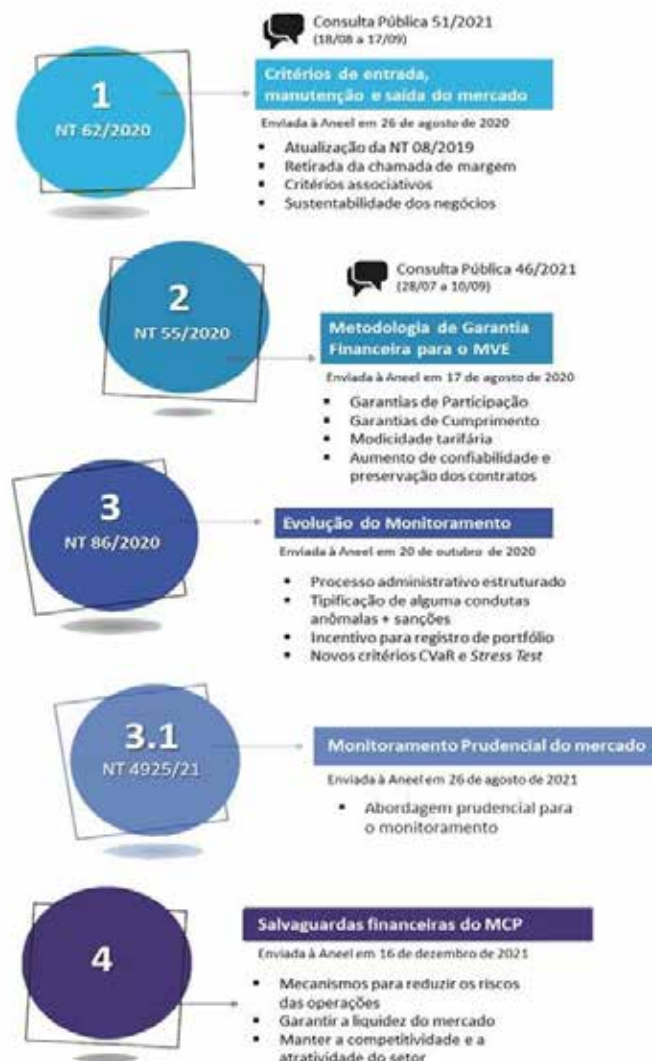 Consulta Pública 51/2021
(18/08 a 17/09)
1
NT 62/2020
Critérios de entrada,
manutenção e saída do mercado
Enviada à Aneel em 26 de agosto de 2020
▪ Atualização da NT 08/2019
▪ Retirada da chamada de margem
▪ Critérios associativos
▪ Sustentabilidade dos negócios
Consulta Pública 46/2021
(28/07 a 10/09)
2
NT 55/2020
Metodologia de Garantia
Financeira para o MVE
Enviada à Aneel em 17 de agosto de 2020
▪ Garantias de Participação
▪ Garantias de Cumprimento
▪ Modicidade tarifária
▪ Aumento de confiabilidade e
preservação dos contratos
3
NT 86/2020
Evolução do Monitoramento
Enviada à Aneel em 20 de outubro de 2020
▪ Processo administrativo estruturado
• Tipificação de alguma condutas
anômalas + sanções
▪ Incentivo para registro de portfólio
▪ Novos critérios CVaR e Stress Test
3.1
NT 4925/21
Monitoramento Prudencial do mercado
Enviada à Aneel em 26 de agosto de 2021
▪ Abordagem prudencial para
o monitoramento
4
Salvaguardas financeiras do MCP
Enviada à Aneel em 16 de dezembro de 2021
▪ Mecanismos para reduzir os riscos
das operações
▪ Garantir a liquidez do mercado
▪ Manter a competitividade e a
atratividade do setor